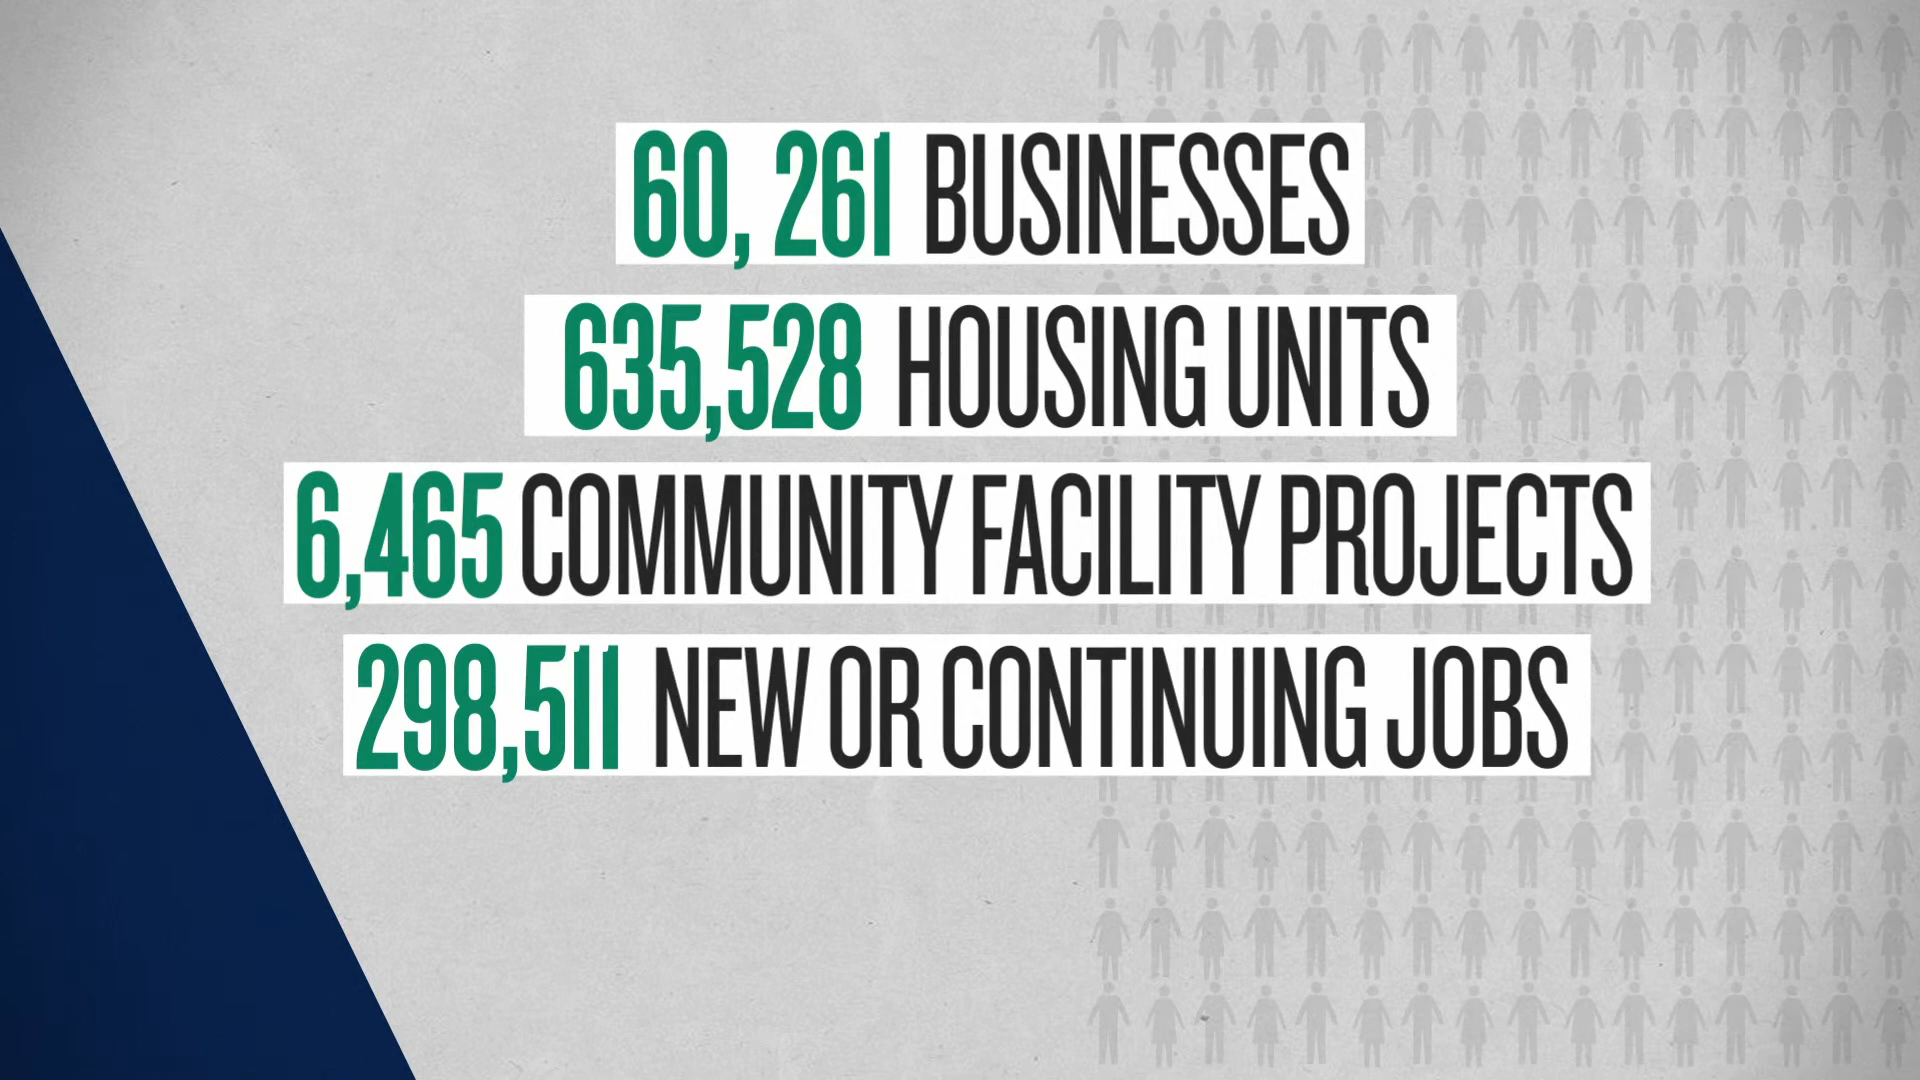 60, 261 BUSINESSES
635,528 HOUSING UNITS
6,465 COMMUNITY FACILITY PROJECTS
298,511 NEW OR CONTINUING JOBS